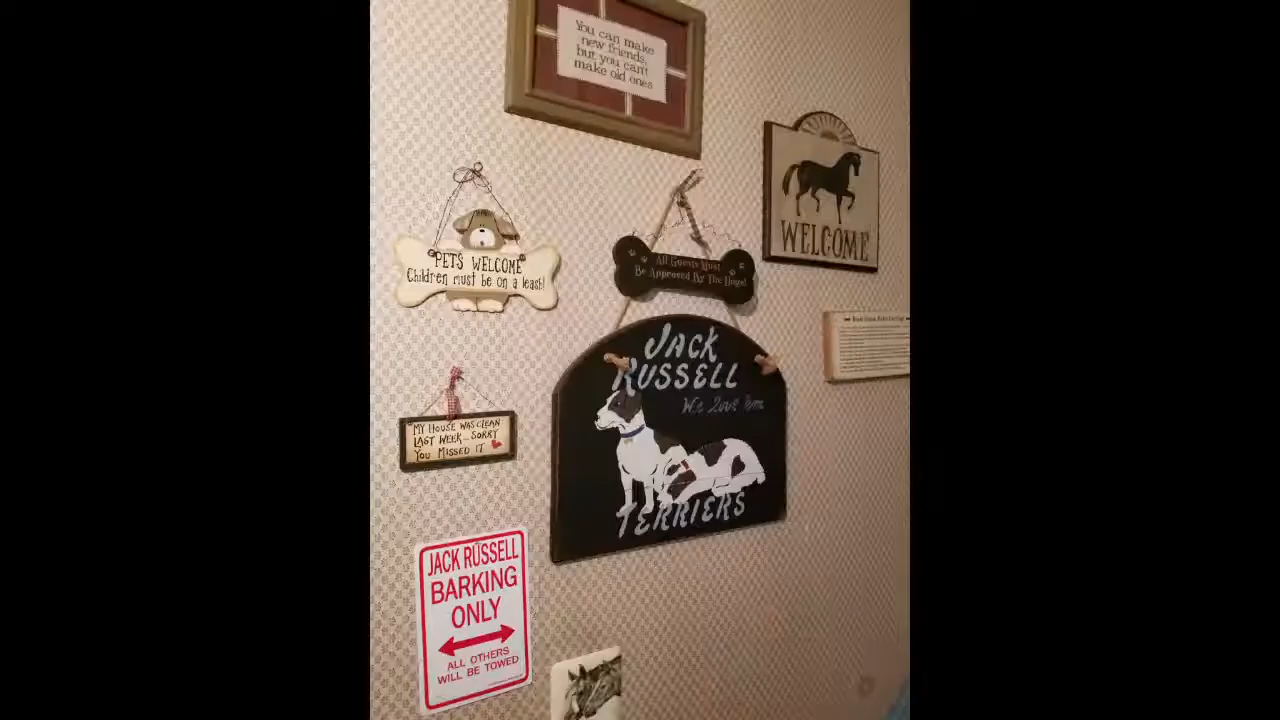 You can make
new friends,
but you can't
make old ones
WELCOME
PETS WELCOME
Children must be on a leash!
All Guests Must
Be Approved By The Dogs!
JACK
RUSSELL
We Love 'em
TERRIERS
MY HOUSE WAS CLEAN
LAST WEEK... SORRY
YOU MISSED IT
JACK RUSSELL
BARKING
ONLY
ALL OTHERS
WILL BE TOWED